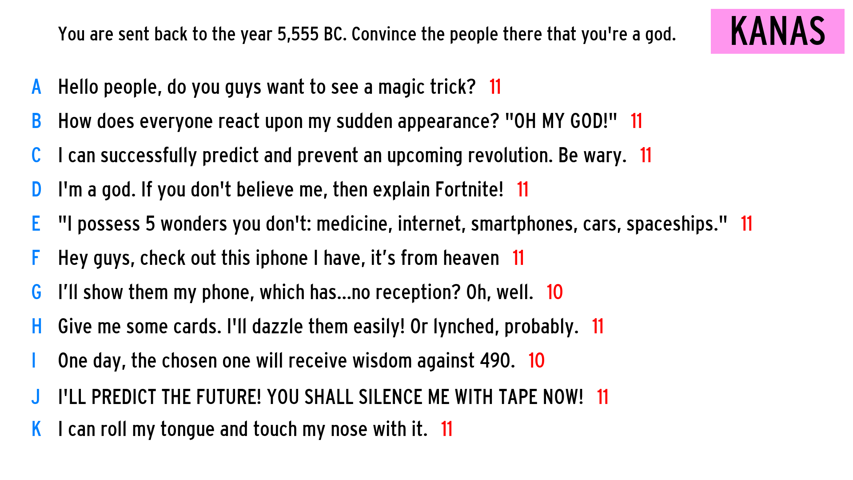 You are sent back to the year 5,555 BC. Convince the people there that you're a god.
KANAS
A Hello people, do you guys want to see a magic trick? 11
B How does everyone react upon my sudden appearance? "OH MY GOD!" 11
C I can successfully predict and prevent an upcoming revolution. Be wary. 11
D I'm a god. If you don't believe me, then explain Fortnite! 11
E "I possess 5 wonders you don't: medicine, internet, smartphones, cars, spaceships." 11
F Hey guys, check out this iphone I have, it’s from heaven 11
G I’ll show them my phone, which has...no reception? Oh, well. 10
H Give me some cards. I'll dazzle them easily! Or lynched, probably. 11
I One day, the chosen one will receive wisdom against 490. 10
J I'LL PREDICT THE FUTURE! YOU SHALL SILENCE ME WITH TAPE NOW! 11
K I can roll my tongue and touch my nose with it. 11